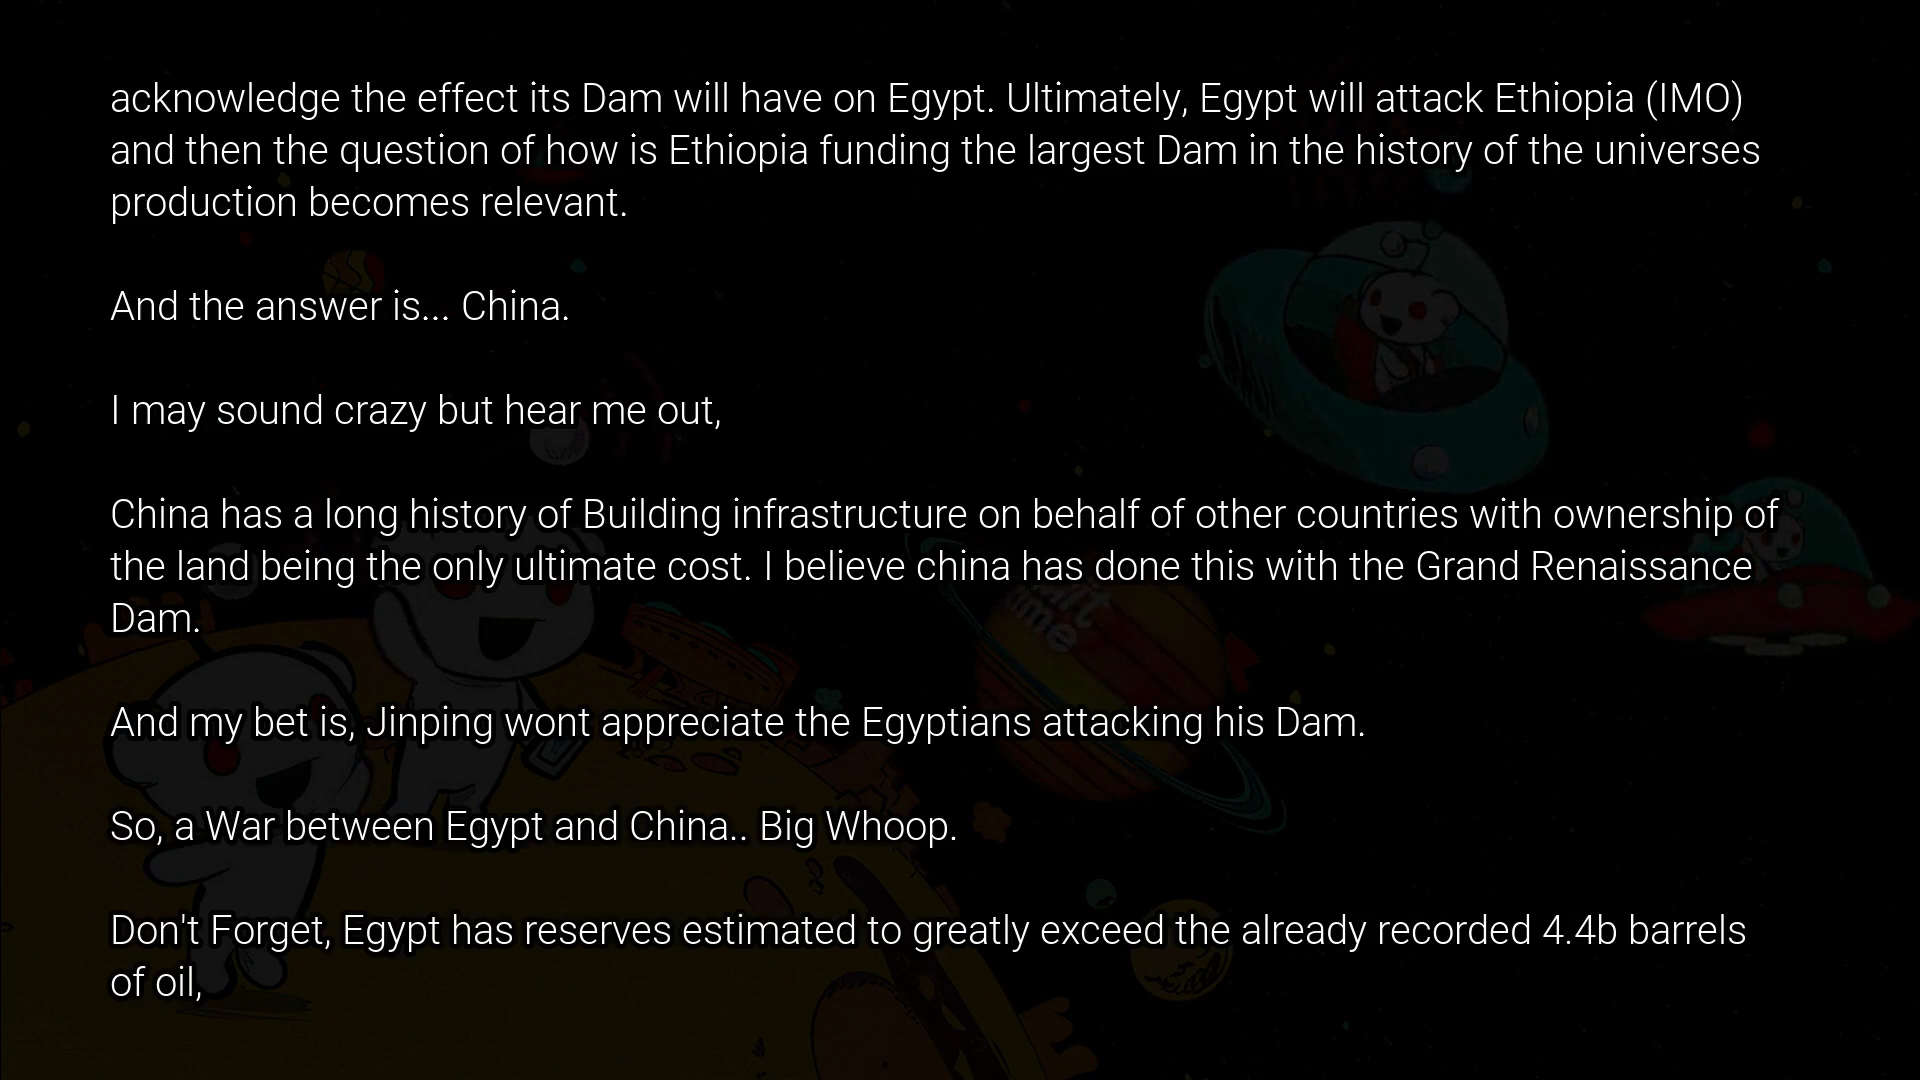 acknowledge the effect its Dam will have on Egypt. Ultimately, Egypt will attack Ethiopia (IMO)
and then the question of how is Ethiopia funding the largest Dam in the history of the universes
production becomes relevant.
And the answer is... China.
I may sound crazy but hear me out,
China has a long history of Building infrastructure on behalf of other countries with ownership of
the land being the only ultimate cost. I believe china has done this with the Grand Renaissance
Dam.
And my bet is, Jinping wont appreciate the Egyptians attacking his Dam.
So, a War between Egypt and China.. Big Whoop.
Don't Forget, Egypt has reserves estimated to greatly exceed the already recorded 4.4b barrels
of oil,